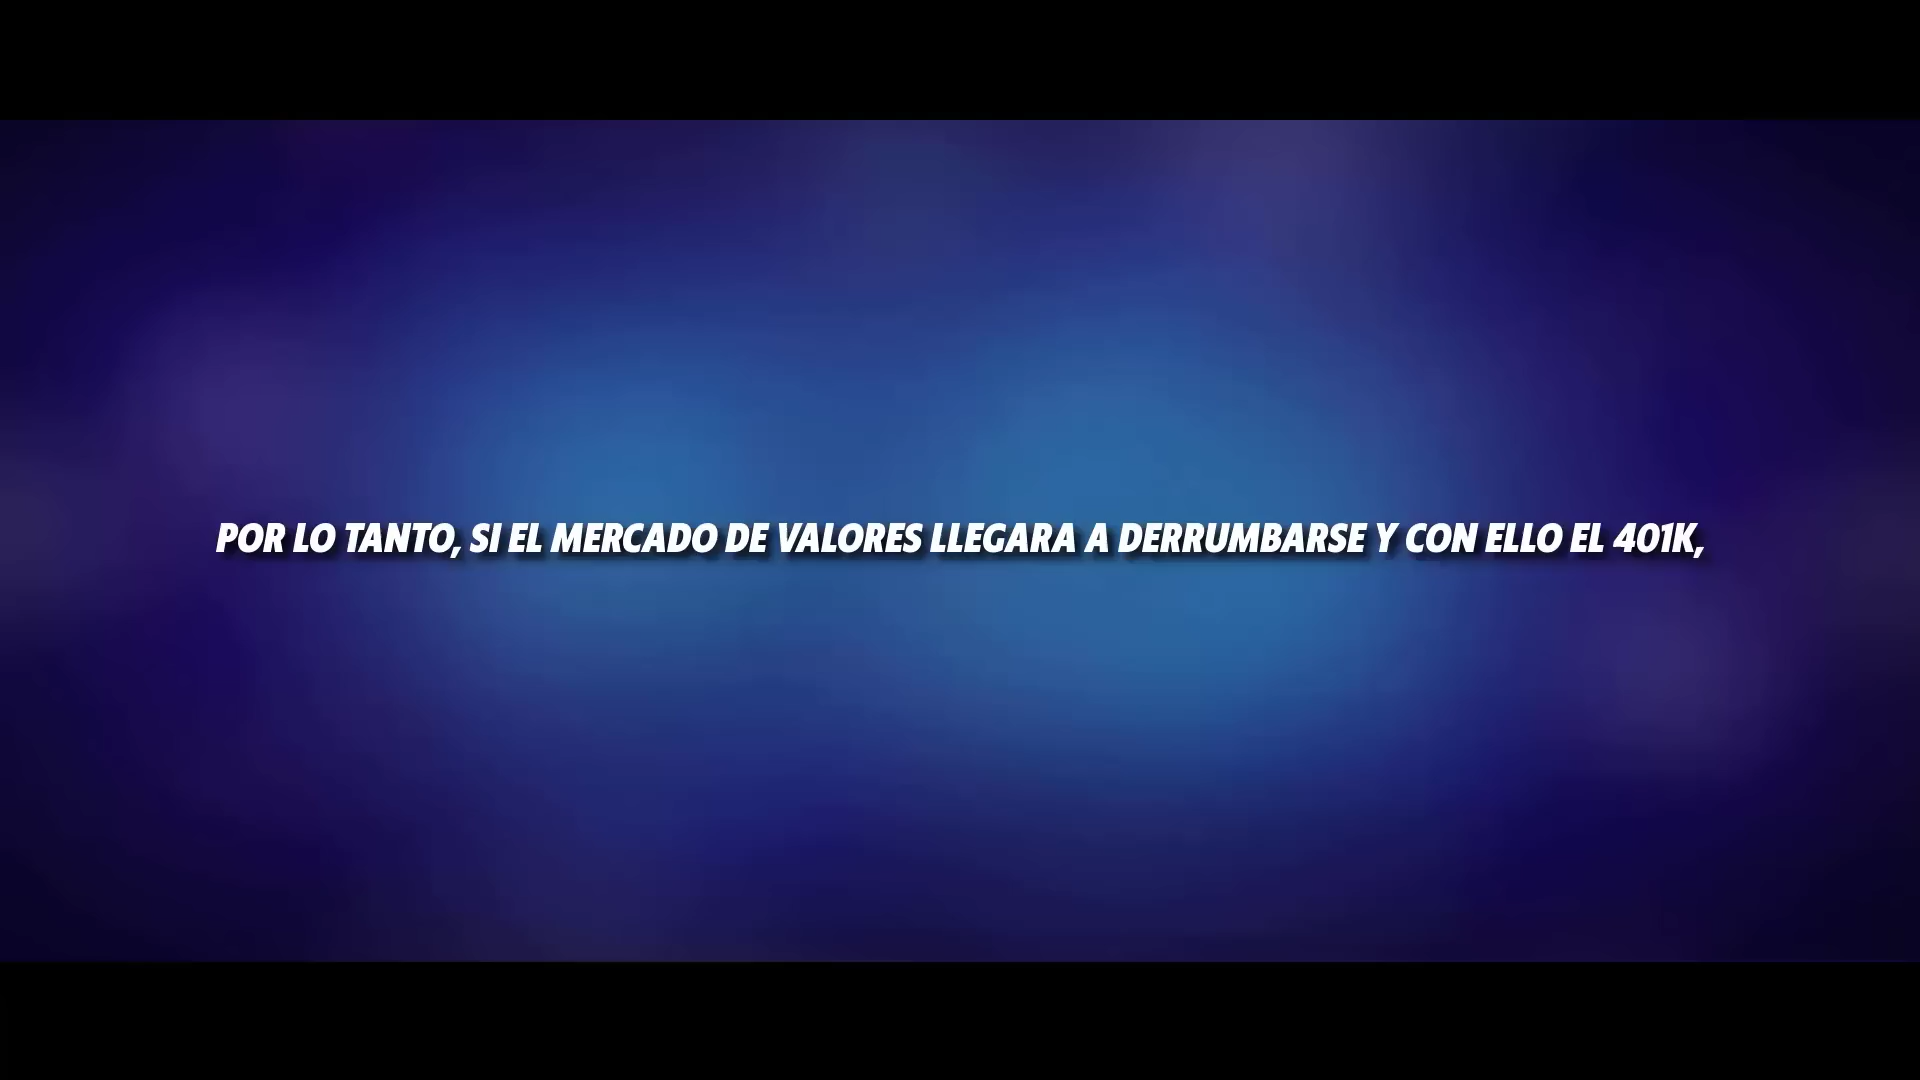 POR LO TANTO, SI EL MERCADO DE VALORES LLEGARA A DERRUMBARSE Y CON ELLO EL 401K,